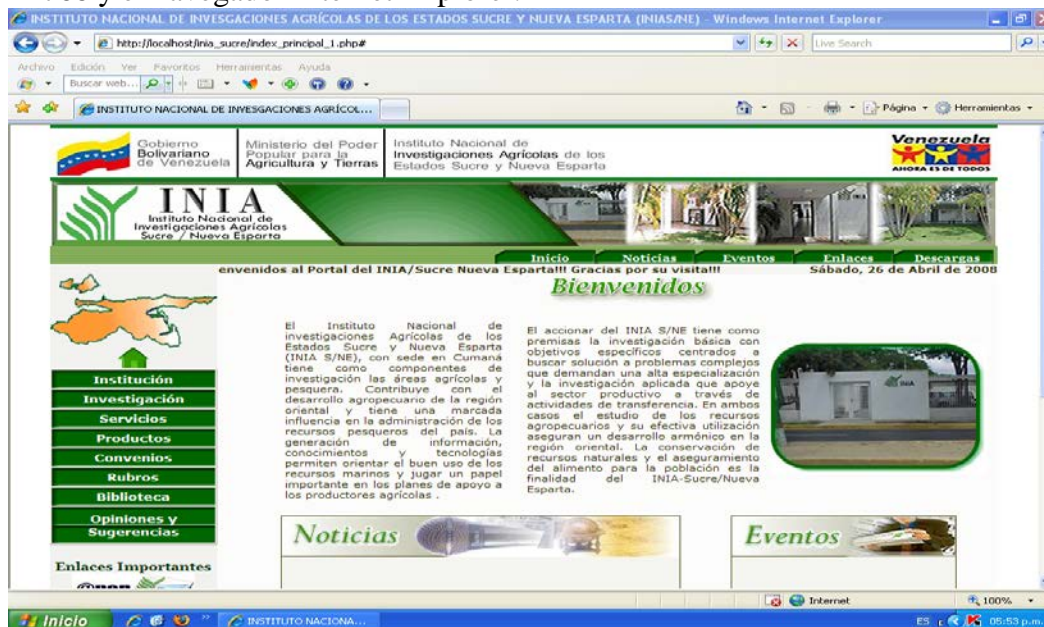 INSTITUTO NACIONAL DE INVESGACIONES AGRÍCOLAS DE LOS ESTADOS SUCRE Y NUEVA ESPARTA (INIAS/NE) - Windows Internet Explorer
http://localhost/inia_sucre/index_principal_1.php#
Live Search
Archivo Edición Ver Favoritos Herramientas Ayuda
Buscar web...
INSTITUTO NACIONAL DE INVESGACIONES AGRÍCOL...
Página Herramientas
Gobierno
Bolivariano
de Venezuela
Ministerio del Poder
Popular para la
Agricultura y Tierras
Instituto Nacional de
Investigaciones Agrícolas de los
Estados Sucre y Nueva Esparta
Venezuela
AHORA ES DE TODOS
INIA
Instituto Nacional de
Investigaciones Agrícolas
Sucre / Nueva Esparta
Inicio Noticias Eventos Enlaces Descargas
envenidos al Portal del INIA/Sucre Nueva Esparta!!! Gracias por su visita!!!
Sábado, 26 de Abril de 2008
Bienvenidos
Institución
Investigación
Servicios
Productos
Convenios
Rubros
Biblioteca
Opiniones y
Sugerencias
Enlaces Importantes
El Instituto Nacional de
investigaciones Agrícolas de los
Estados Sucre y Nueva Esparta
(INIA S/NE), con sede en Cumaná
tiene como componentes de
investigación las áreas agrícolas y
pesquera. Contribuye con el
desarrollo agropecuario de la región
oriental y tiene una marcada
influencia en la administración de los
recursos pesqueros del país. La
generación de información,
conocimientos y tecnologías
permiten orientar el buen uso de los
recursos marinos y jugar un papel
importante en los planes de apoyo a
los productores agrícolas .
El accionar del INIA S/NE tiene como
premisas la investigación básica con
objetivos específicos centrados a
buscar solución a problemas complejos
que demandan una alta especialización
y la investigación aplicada que apoye
al sector productivo a través de
actividades de transferencia. En ambos
casos el estudio de los recursos
agropecuarios y su efectiva utilización
aseguran un desarrollo armónico en la
región oriental. La conservación de
recursos naturales y el aseguramiento
del alimento para la población es la
finalidad del INIA-Sucre/Nueva
Esparta.
INIA
Noticias
Eventos
Internet
100%
Inicio
INSTITUTO NACIONA...
ES
05:53 p.m.